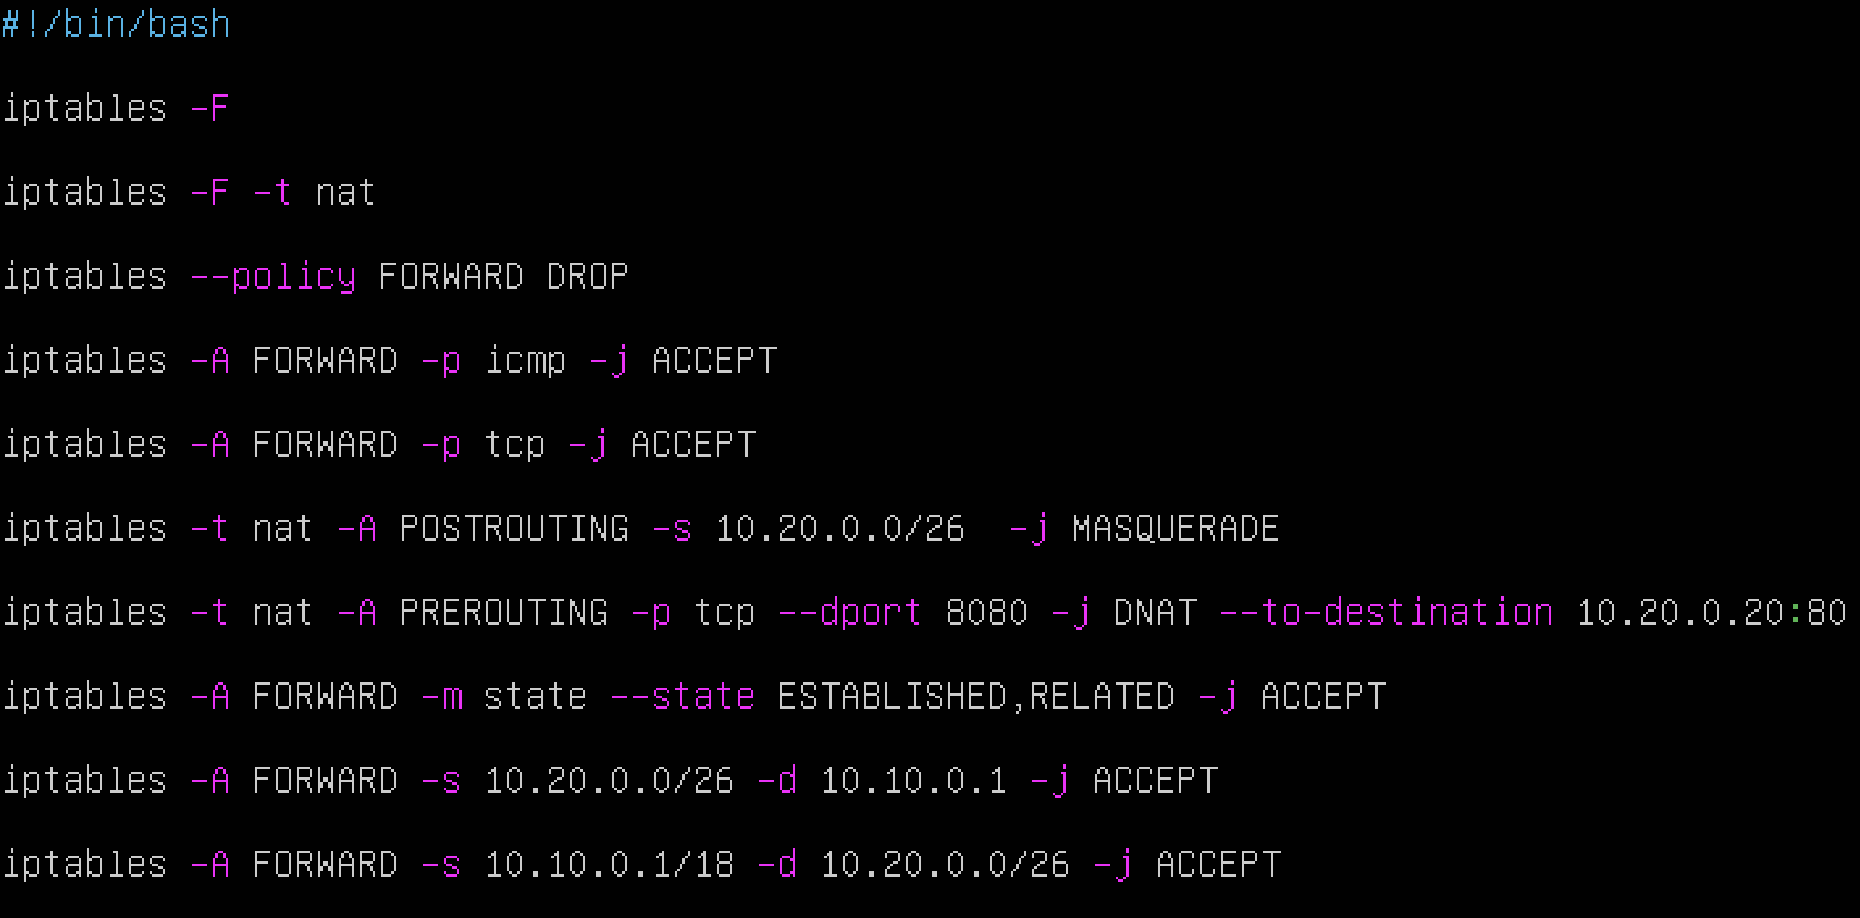 #!/bin/bash
iptables -F
iptables -F -t nat
iptables --policy FORWARD DROP
iptables -A FORWARD -p icmp -j ACCEPT
iptables -A FORWARD -p tcp -j ACCEPT
iptables -t nat -A POSTROUTING -s 10.20.0.0/26  -j MASQUERADE
iptables -t nat -A PREROUTING -p tcp --dport 8080 -j DNAT --to-destination 10.20.0.20:80
iptables -A FORWARD -m state --state ESTABLISHED,RELATED -j ACCEPT
iptables -A FORWARD -s 10.20.0.0/26 -d 10.10.0.1 -j ACCEPT
iptables -A FORWARD -s 10.10.0.1/18 -d 10.20.0.0/26 -j ACCEPT